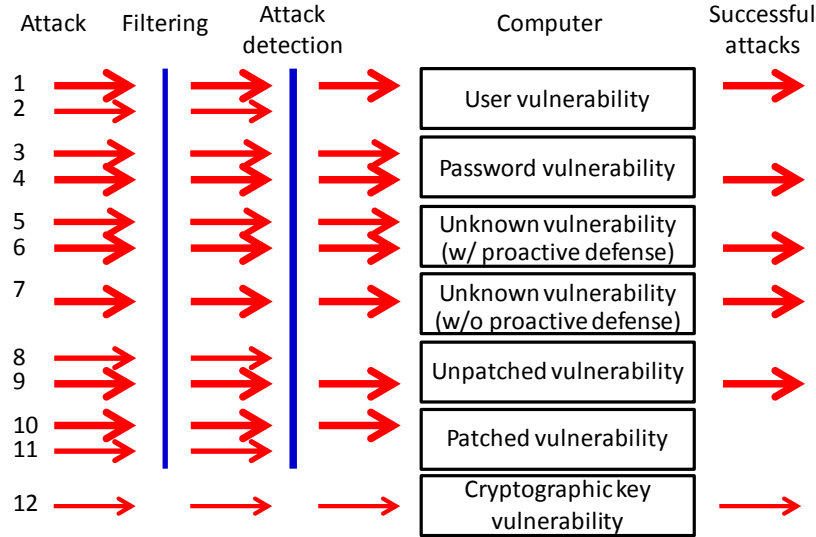 Attack Filtering Attack detection Computer Successful attacks
1
2
User vulnerability
3
4
Password vulnerability
5
6
Unknown vulnerability
(w/ proactive defense)
7
Unknown vulnerability
(w/o proactive defense)
8
9
Unpatched vulnerability
10
11
Patched vulnerability
12
Cryptographic key
vulnerability